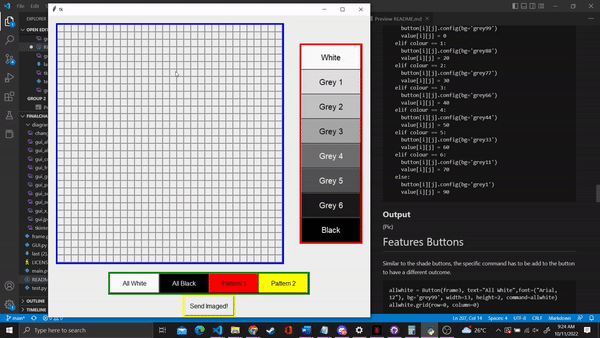 tk
Preview README.md
EXPLORER
OPEN EDIT
GROUP 2
FINALCHA
diagram
frame.p
GUI.py
last (2).
LICENS
main.p
READM
test.py
OUTLINE
TIMELINE
White
Grey 1
Grey 2
Grey 3
Grey 4
Grey 5
Grey 6
Black
All White
All Black
Pattern 1
Pattern 2
Send Imaged!
button[i][j].config(bg='grey99')
value[i][j] = 0
elif colour == 1:
button[i][j].config(bg='grey88')
value[i][j] = 20
elif colour == 2:
button[i][j].config(bg='grey77')
value[i][j] = 30
elif colour == 3:
button[i][j].config(bg='grey66')
value[i][j] = 40
elif colour == 4:
button[i][j].config(bg='grey44')
value[i][j] = 50
elif colour == 5:
button[i][j].config(bg='grey33')
value[i][j] = 60
elif colour == 6:
button[i][j].config(bg='grey11')
value[i][j] = 70
else:
button[i][j].config(bg='grey1')
value[i][j] = 90
Output
(Pic)
Features Buttons
Similar to the shade buttons, the specific command has to be add to the button
to have a different outcome.
allwhite = Button(frame3, text="All White",font=("Arial,
12"), bg='grey99', width=13, height=2, command=allwhite)
allwhite.grid(row=0, column=0)
main*
Ln 207, Col 14
Spaces: 4
UTF-8
CRLF
Markdown
Type here to search
26°C
9:24 AM
10/11/2022